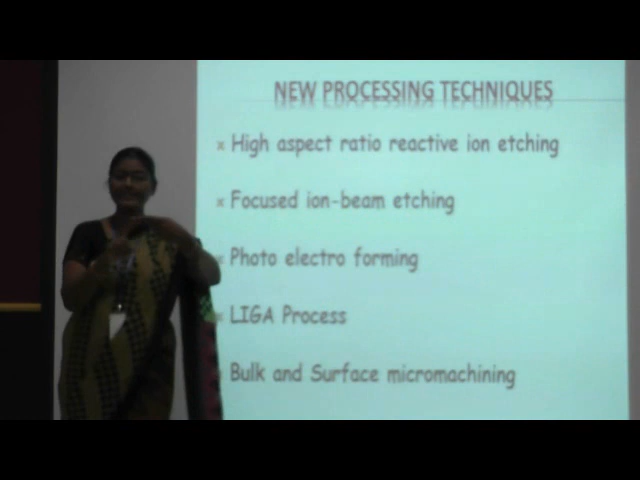 NEW PROCESSING TECHNIQUES
High aspect ratio reactive ion etching
Focused ion-beam etching
Photo electro forming
LIGA Process
Bulk and Surface micromachining